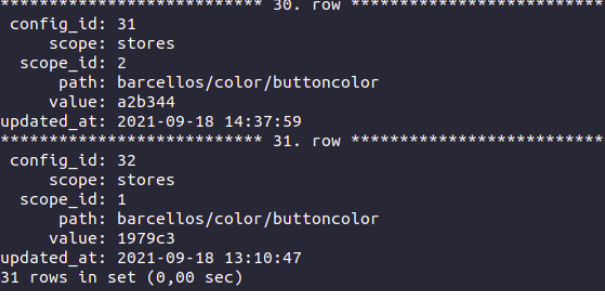 *************************** 30. row ***************************
config_id: 31
scope: stores
scope_id: 2
path: barcellos/color/buttoncolor
value: a2b344
updated_at: 2021-09-18 14:37:59
*************************** 31. row ***************************
config_id: 32
scope: stores
scope_id: 1
path: barcellos/color/buttoncolor
value: 1979c3
updated_at: 2021-09-18 13:10:47
31 rows in set (0,00 sec)